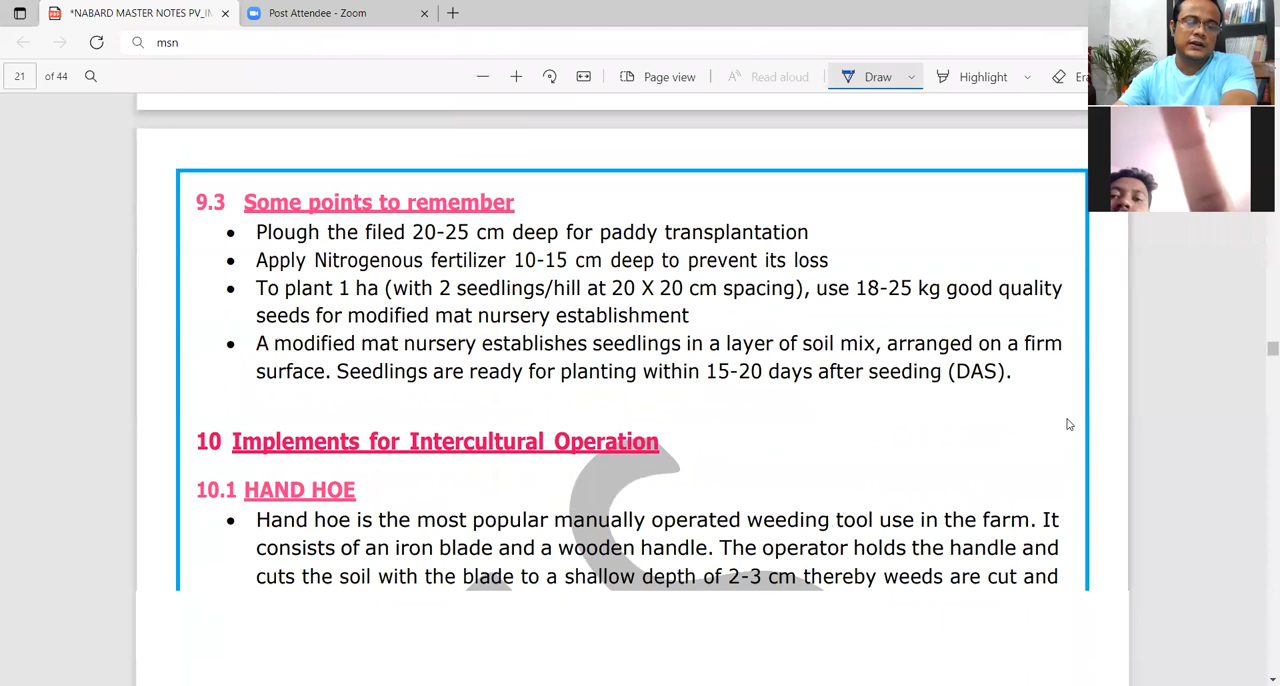 *NABARD MASTER NOTES PV_IN
Post Attendee - Zoom
msn
21 of 44
Page view
Read aloud
Draw
Highlight
Era
9.3 Some points to remember
• Plough the filed 20-25 cm deep for paddy transplantation
• Apply Nitrogenous fertilizer 10-15 cm deep to prevent its loss
• To plant 1 ha (with 2 seedlings/hill at 20 X 20 cm spacing), use 18-25 kg good quality
seeds for modified mat nursery establishment
• A modified mat nursery establishes seedlings in a layer of soil mix, arranged on a firm
surface. Seedlings are ready for planting within 15-20 days after seeding (DAS).
10 Implements for Intercultural Operation
10.1 HAND HOE
• Hand hoe is the most popular manually operated weeding tool use in the farm. It
consists of an iron blade and a wooden handle. The operator holds the handle and
cuts the soil with the blade to a shallow depth of 2-3 cm thereby weeds are cut and